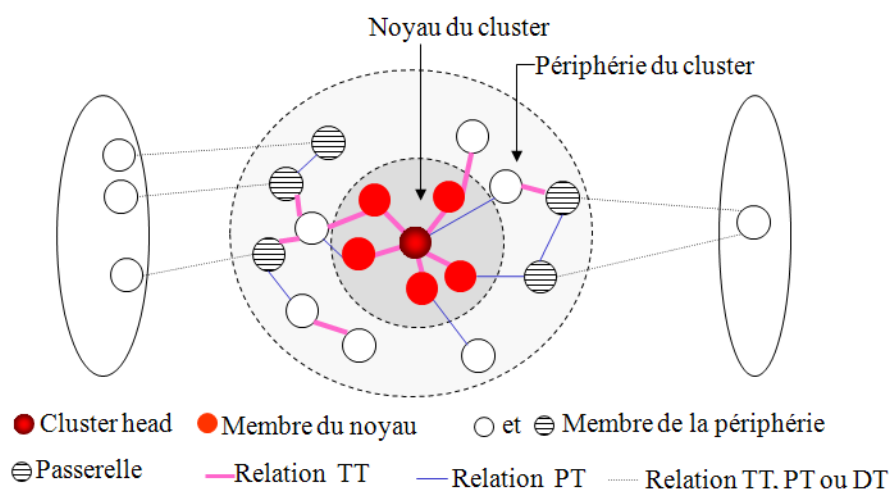 Noyau du cluster
Périphérie du cluster
Cluster head
Membre du noyau
et
Membre de la périphérie
Passerelle
Relation TT
Relation PT
Relation TT, PT ou DT